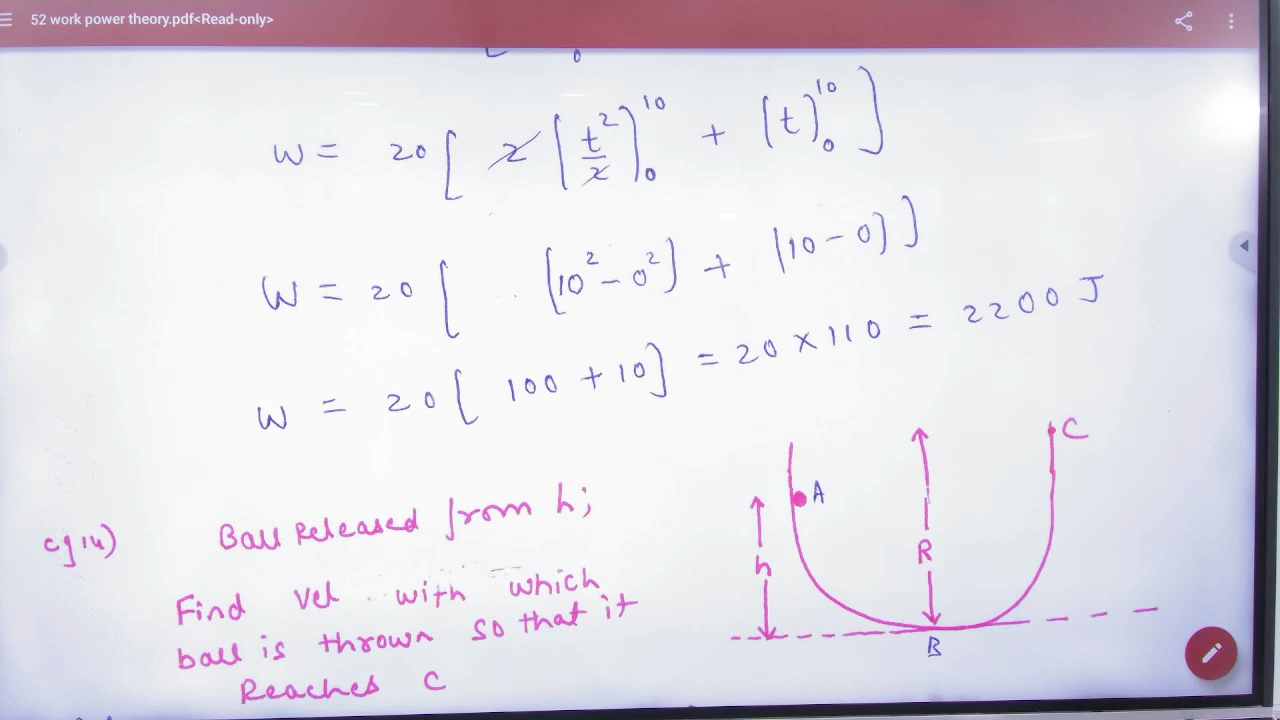 52 work power theory.pdf<Read-only>
0
W = 20 [ 2 [t²/2]₀¹⁰ + [t]₀¹⁰ ]
W = 20 [ [10² - 0²] + [10 - 0] ]
W = 20 [ 100 + 10 ] = 20 × 110 = 2200 J
C
A
eg 14) Ball Released from h;
h
R
Find Vel with which
ball is thrown so that it
B
Reaches C